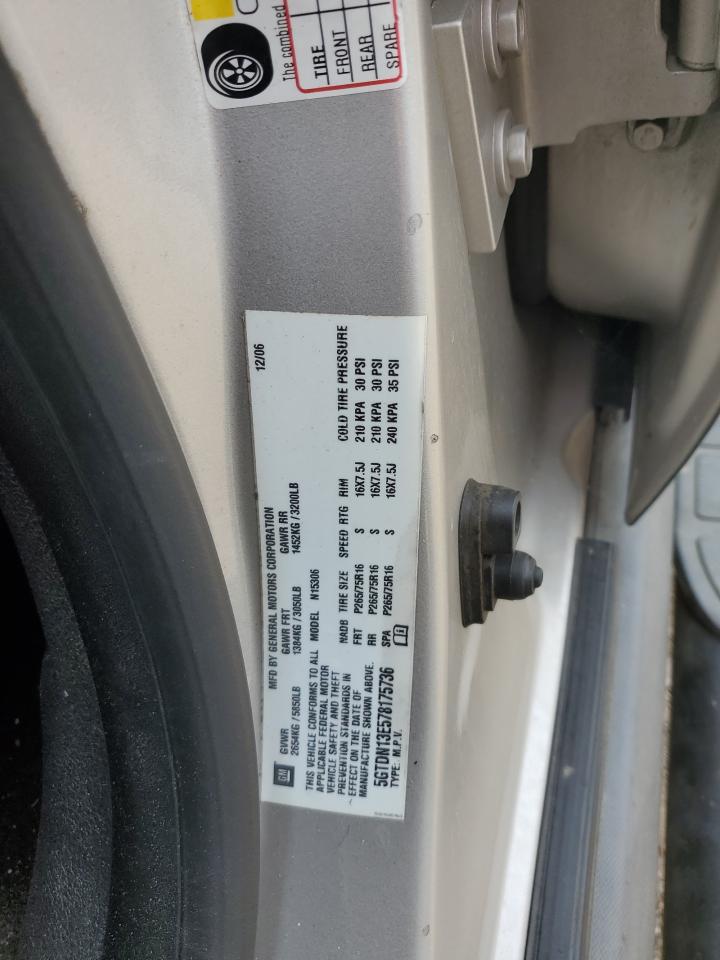 The combined
TIRE
FRONT
REAR
SPARE
MFD BY GENERAL MOTORS CORPORATION 12/06
GM
GVWR GAWR FRT GAWR RR
2654KG / 5850LB 1384KG / 3050LB 1452KG / 3200LB
THIS VEHICLE CONFORMS TO ALL
APPLICABLE FEDERAL MOTOR
VEHICLE SAFETY AND THEFT
PREVENTION STANDARDS IN
EFFECT ON THE DATE OF
MANUFACTURE SHOWN ABOVE.
5GTDN13E578175736
TYPE: M.P.V.
MODEL N15306
NADB TIRE SIZE SPEED RTG RIM COLD TIRE PRESSURE
FRT P265/75R16 S 16X7.5J 210 KPA 30 PSI
RR P265/75R16 S 16X7.5J 210 KPA 30 PSI
SPA P265/75R16 S 16X7.5J 240 KPA 35 PSI